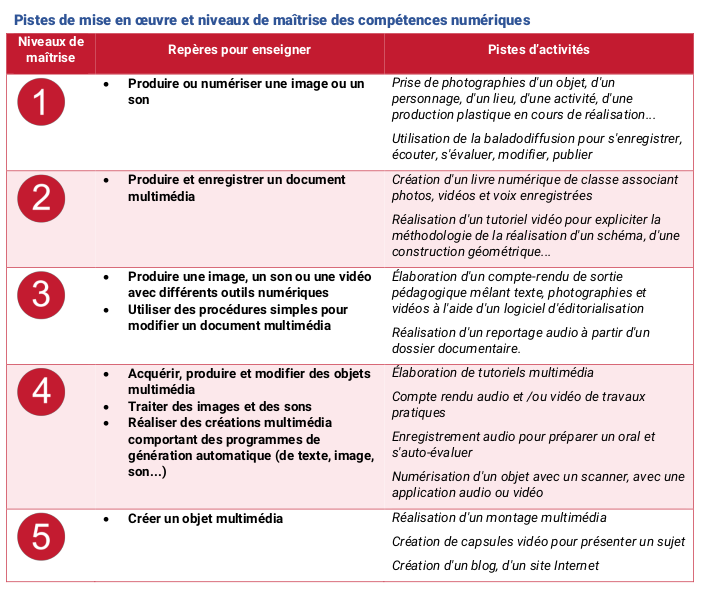 Pistes de mise en œuvre et niveaux de maîtrise des compétences numériques
Niveaux de
maîtrise
Repères pour enseigner
Pistes d'activités
1
• Produire ou numériser une image ou un
son
Prise de photographies d'un objet, d'un
personnage, d'un lieu, d'une activité, d'une
production plastique en cours de réalisation...
Utilisation de la baladodiffusion pour s'enregistrer,
écouter, s'évaluer, modifier, publier
2
• Produire et enregistrer un document
multimédia
Création d'un livre numérique de classe associant
photos, vidéos et voix enregistrées
Réalisation d'un tutoriel vidéo pour expliciter la
méthodologie de la réalisation d'un schéma, d'une
construction géométrique...
3
• Produire une image, un son ou une vidéo
avec différents outils numériques
• Utiliser des procédures simples pour
modifier un document multimédia
Élaboration d'un compte-rendu de sortie
pédagogique mêlant texte, photographies et
vidéos à l'aide d'un logiciel d'éditorialisation
Réalisation d'un reportage audio à partir d'un
dossier documentaire.
4
• Acquérir, produire et modifier des objets
multimédia
• Traiter des images et des sons
• Réaliser des créations multimédia
comportant des programmes de
génération automatique (de texte, image,
son...)
Élaboration de tutoriels multimédia
Compte rendu audio et /ou vidéo de travaux
pratiques
Enregistrement audio pour préparer un oral et
s'auto-évaluer
Numérisation d'un objet avec un scanner, avec une
application audio ou vidéo
5
• Créer un objet multimédia
Réalisation d'un montage multimédia
Création de capsules vidéo pour présenter un sujet
Création d'un blog, d'un site Internet